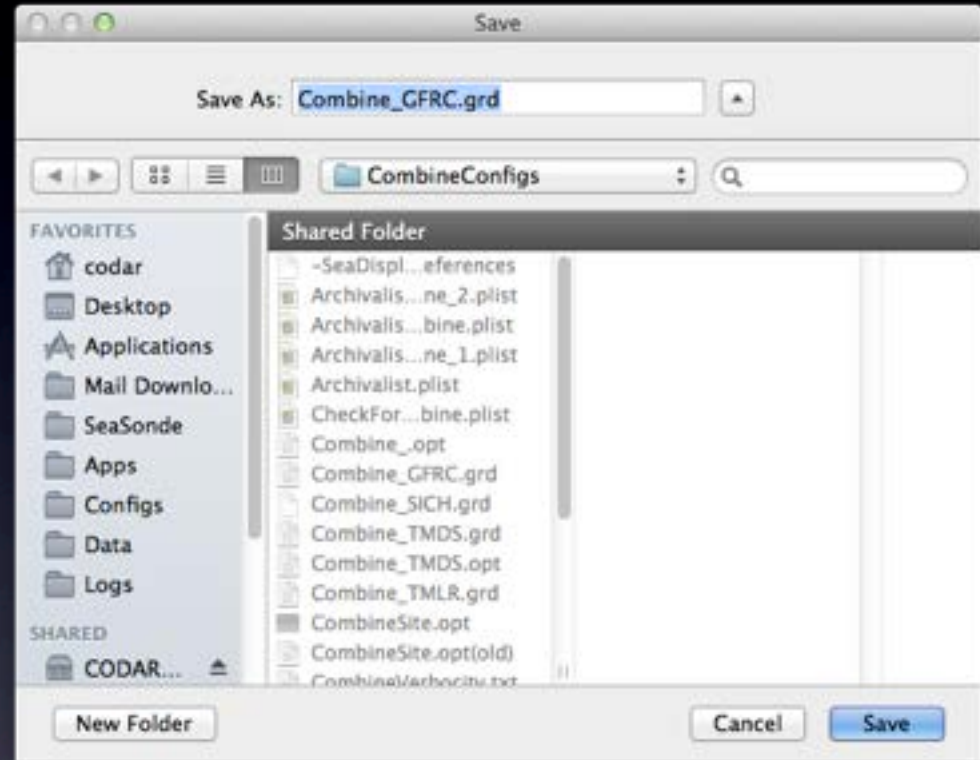 Save
Save As: Combine_GFRC.grd
CombineConfigs
FAVORITES
codar
Desktop
Applications
Mail Downlo...
SeaSonde
Apps
Configs
Data
Logs
SHARED
CODAR...
Shared Folder
-SeaDispl...eferences
Archivalis...ne_2.plist
Archivalis...bine.plist
Archivalis...ne_1.plist
Archivalist.plist
CheckFor...bine.plist
Combine_.opt
Combine_GFRC.grd
Combine_SICH.grd
Combine_TMDS.grd
Combine_TMDS.opt
Combine_TMLR.grd
CombineSite.opt
CombineSite.opt(old)
CombineVerbocity.txt
New Folder
Cancel
Save